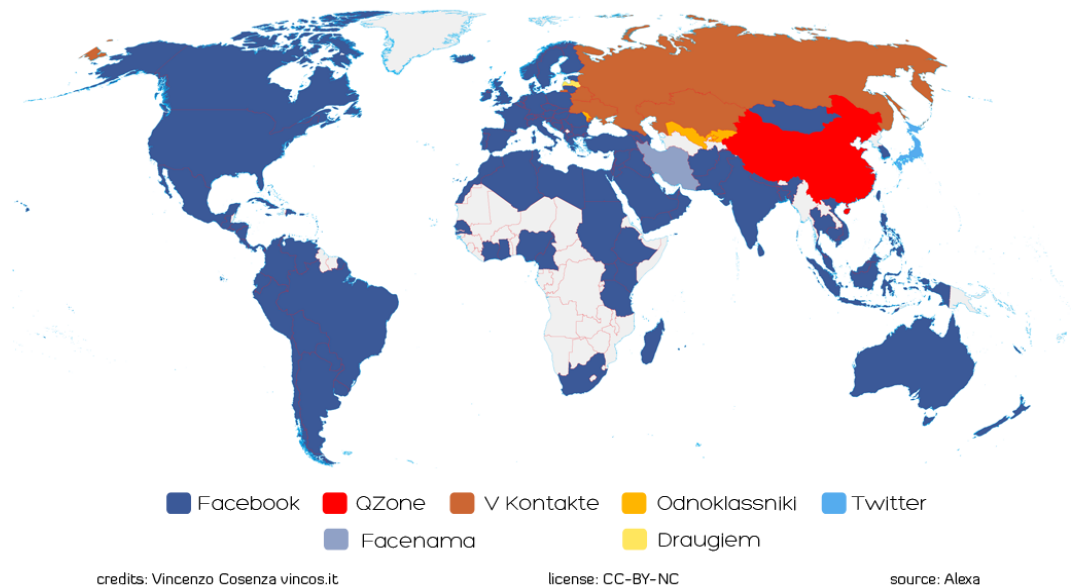 Facebook QZone V Kontakte Odnoklassniki Twitter
Facenama Draugiem
credits: Vincenzo Cosenza vincos.it license: CC-BY-NC source: Alexa